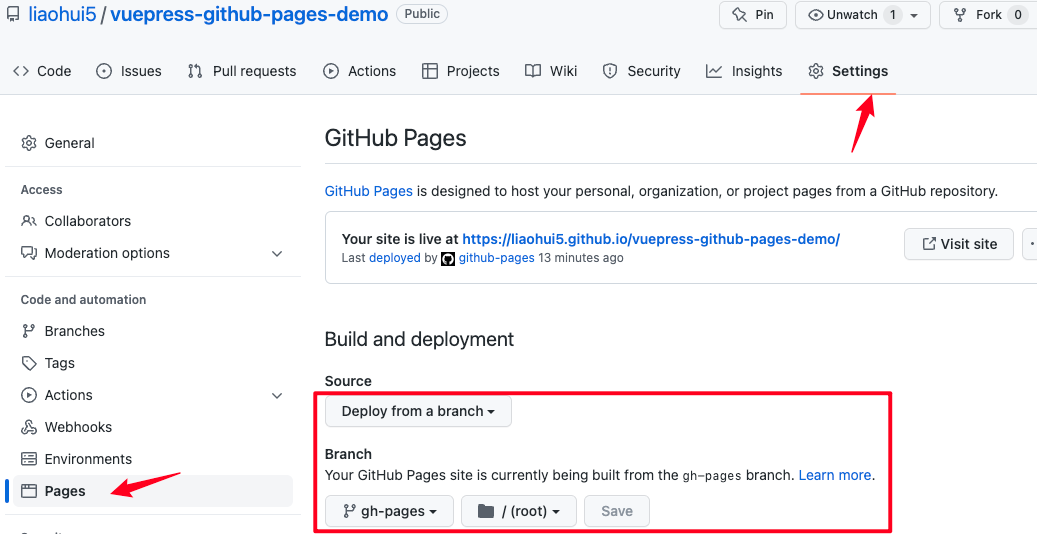 liaohui5 / vuepress-github-pages-demo Public Pin Unwatch 1 Fork 0
Code Issues Pull requests Actions Projects Wiki Security Insights Settings
General
Access
Collaborators
Moderation options
Code and automation
Branches
Tags
Actions
Webhooks
Environments
Pages
GitHub Pages
GitHub Pages is designed to host your personal, organization, or project pages from a GitHub repository.
Your site is live at https://liaohui5.github.io/vuepress-github-pages-demo/
Last deployed by github-pages 13 minutes ago
Visit site
Build and deployment
Source
Deploy from a branch
Branch
Your GitHub Pages site is currently being built from the gh-pages branch. Learn more.
gh-pages / (root) Save